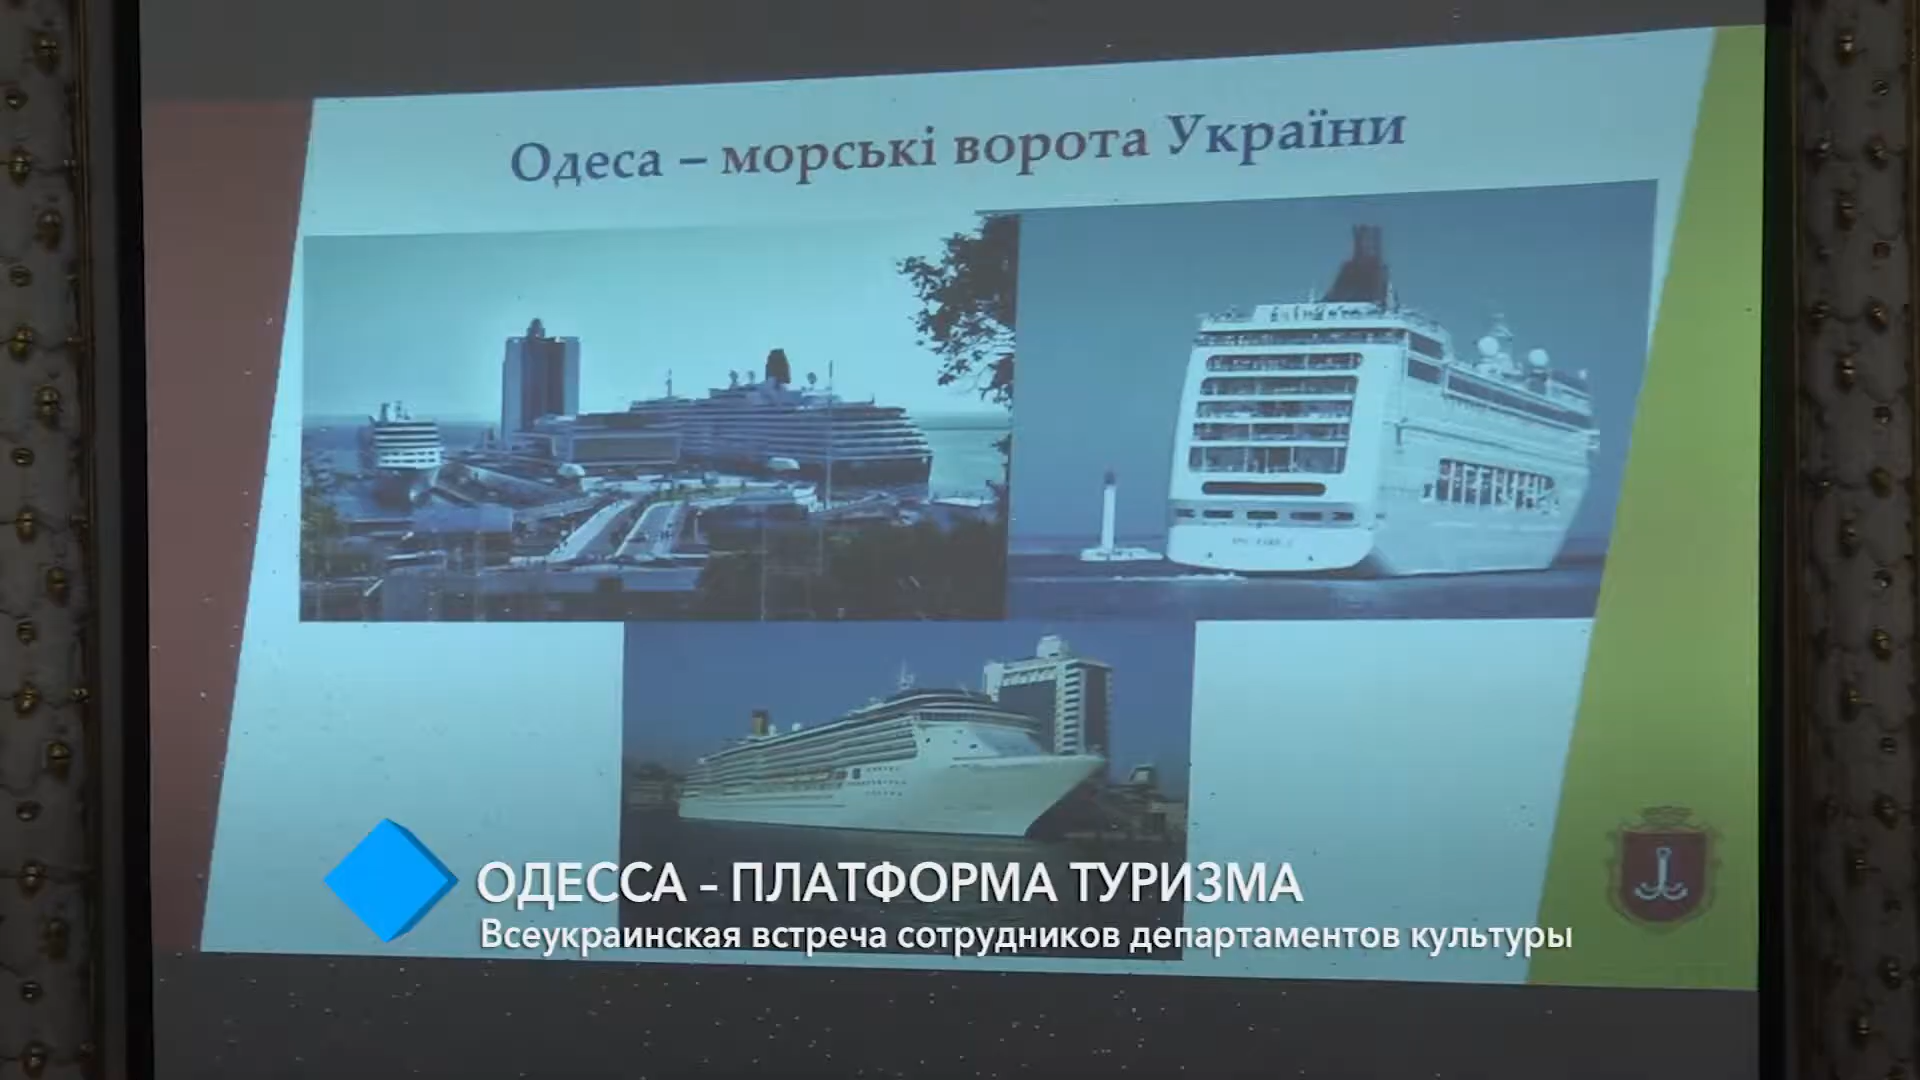 Одеса – морські ворота України
ОДЕССА – ПЛАТФОРМА ТУРИЗМА
Всеукраинская встреча сотрудников департаментов культуры